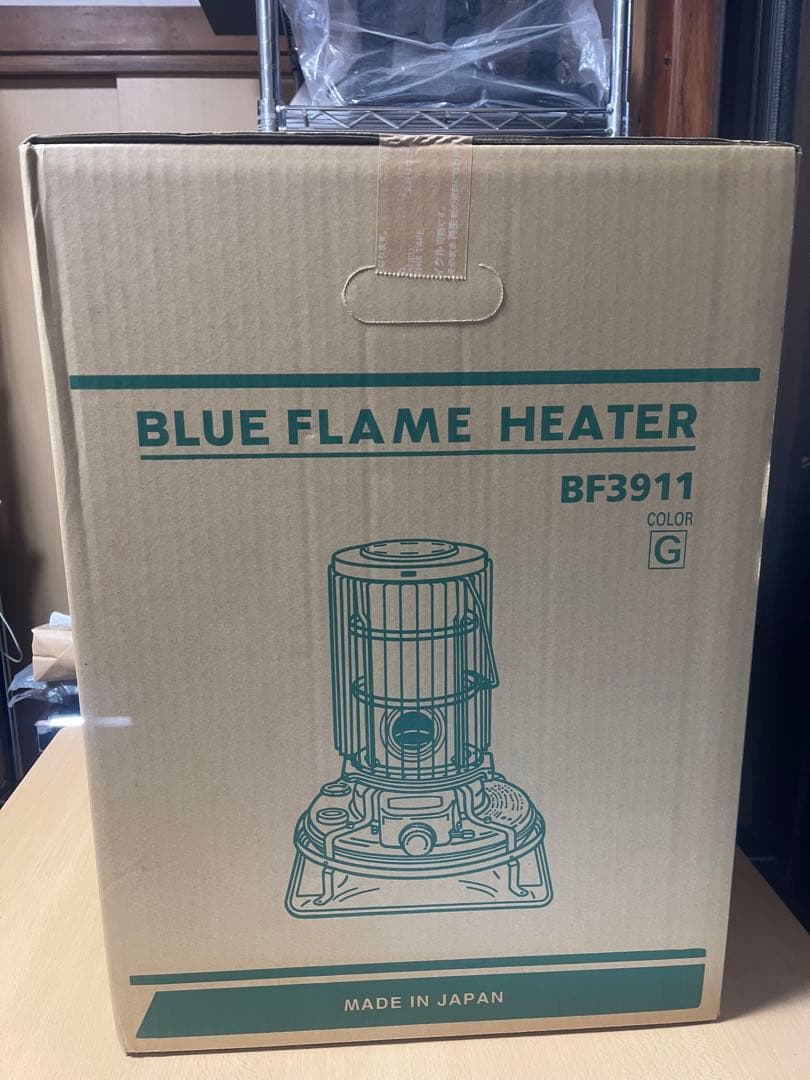 BLUE FLAME HEATER
BF3911
COLOR
G
MADE IN JAPAN